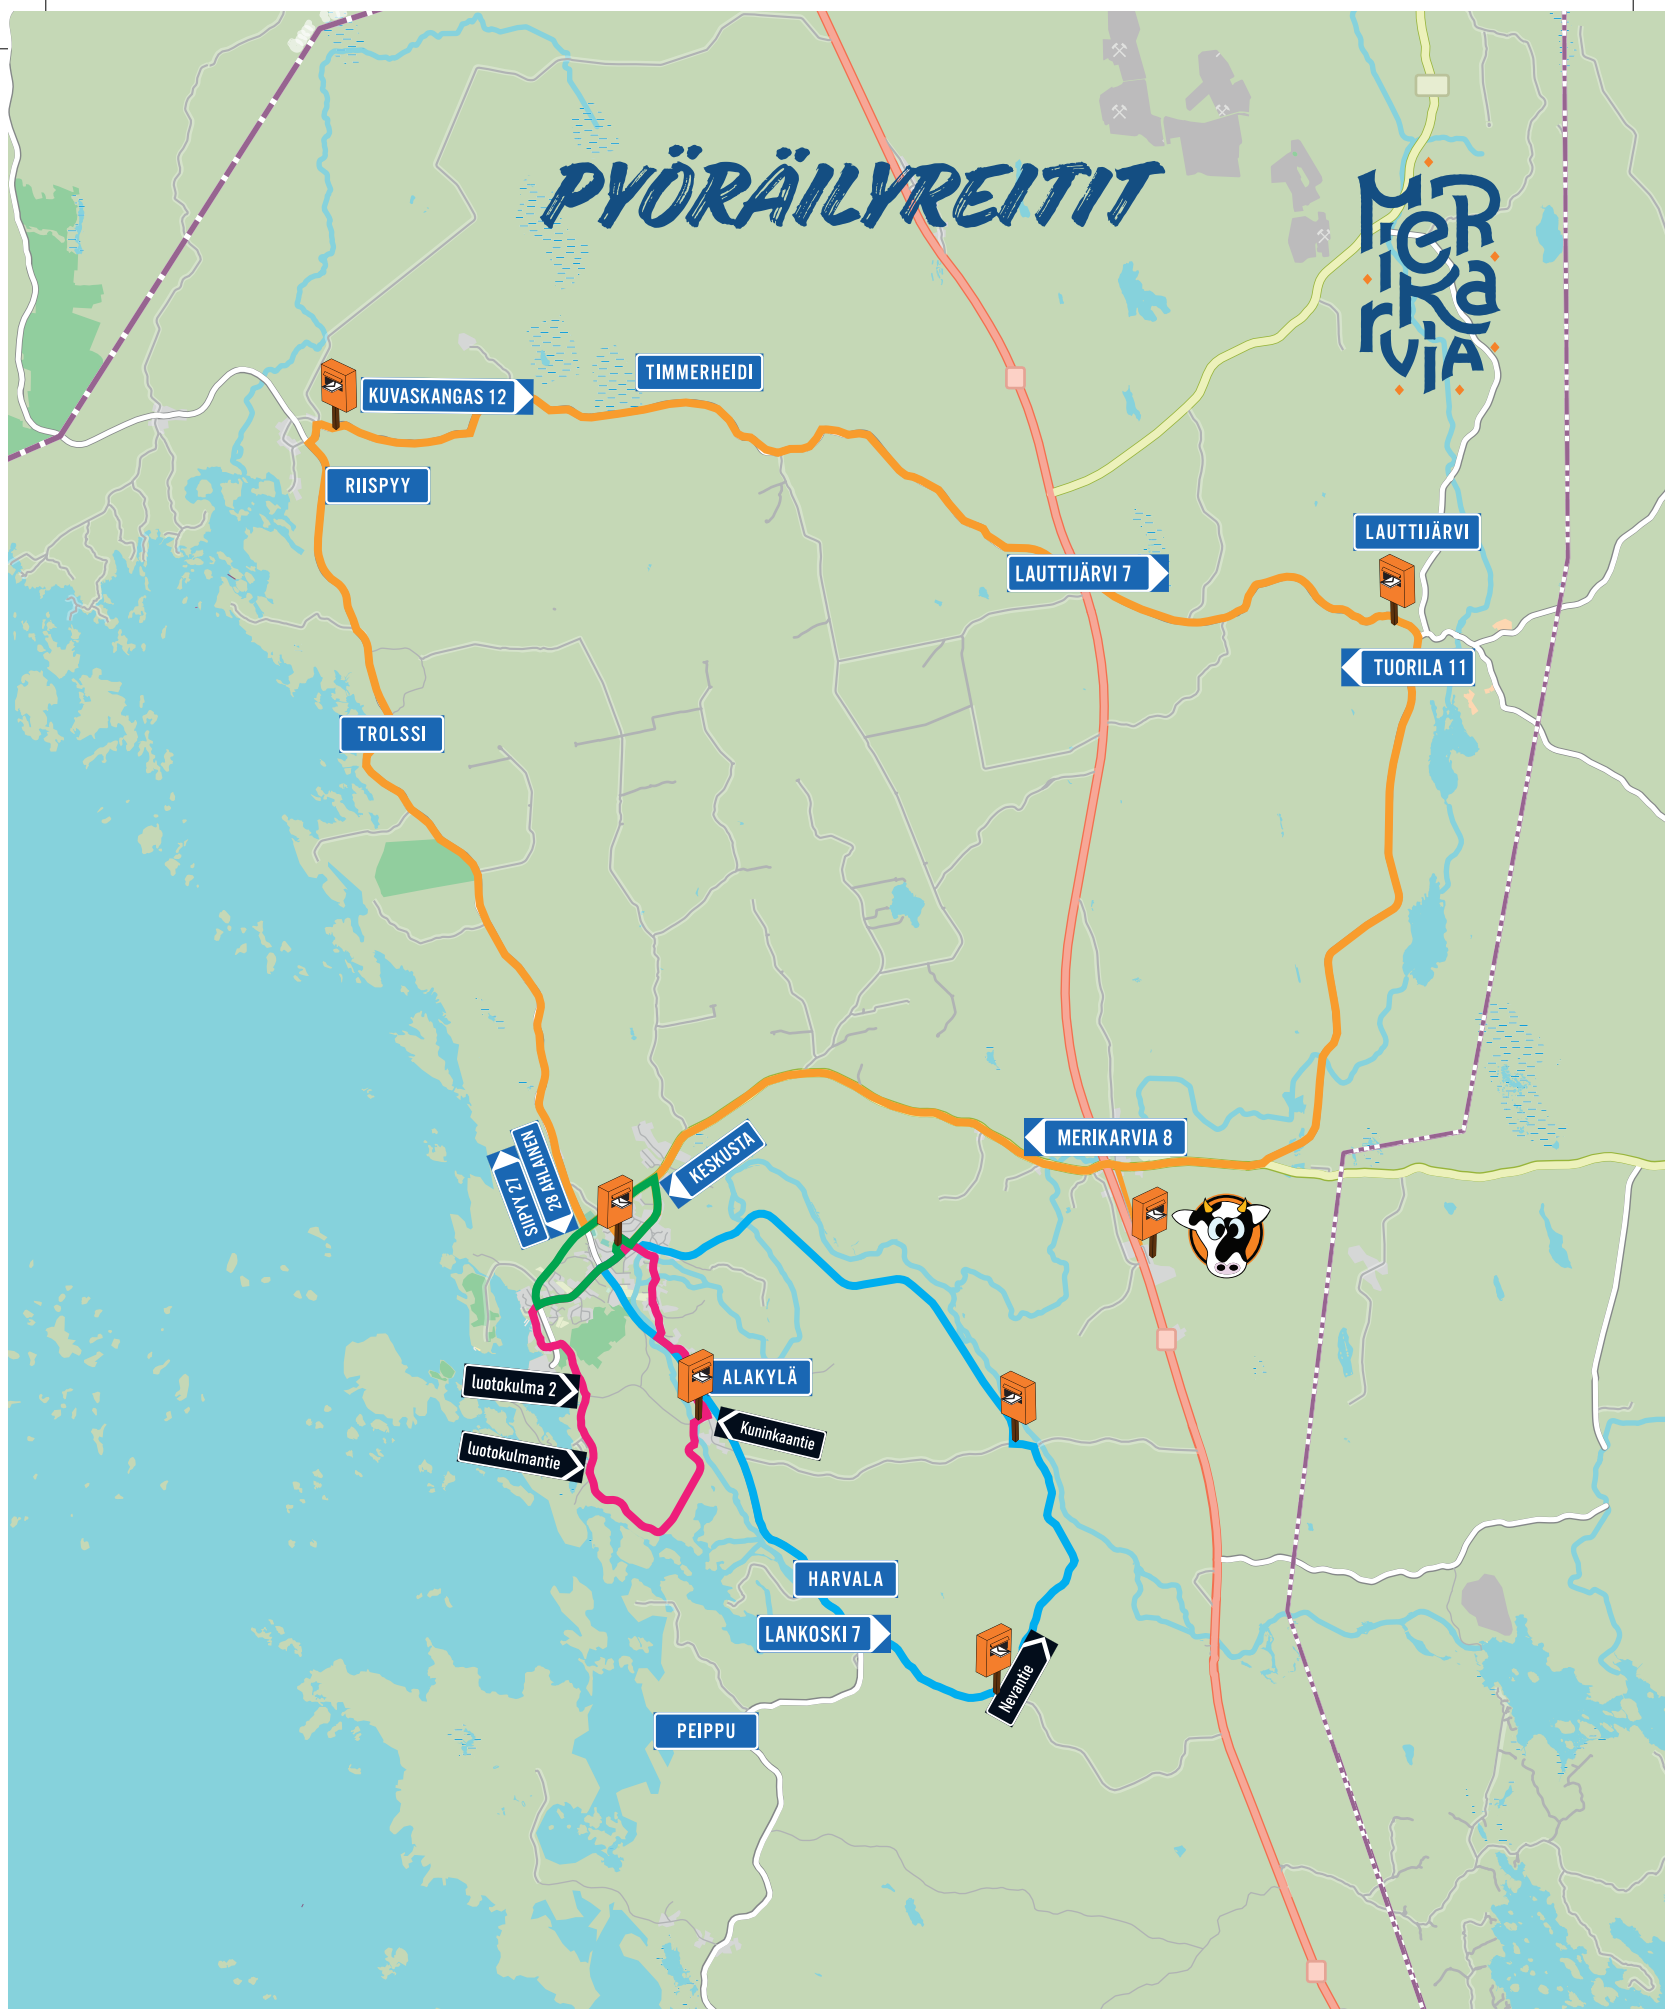 PYÖRÄILYREITIT
MERIKARVIA
TIMMERHEIDI
KUVASKANGAS 12
RIISPYY
LAUTTIJÄRVI
LAUTTIJÄRVI 7
TUORILA 11
TROLSSI
MERIKARVIA 8
KESKUSTA
28 AHLAINEN
SIIPYY 27
ALAKYLÄ
luotokulma 2
Kuninkaantie
luotokulmantie
HARVALA
LANKOSKI 7
Nevantie
PEIPPU